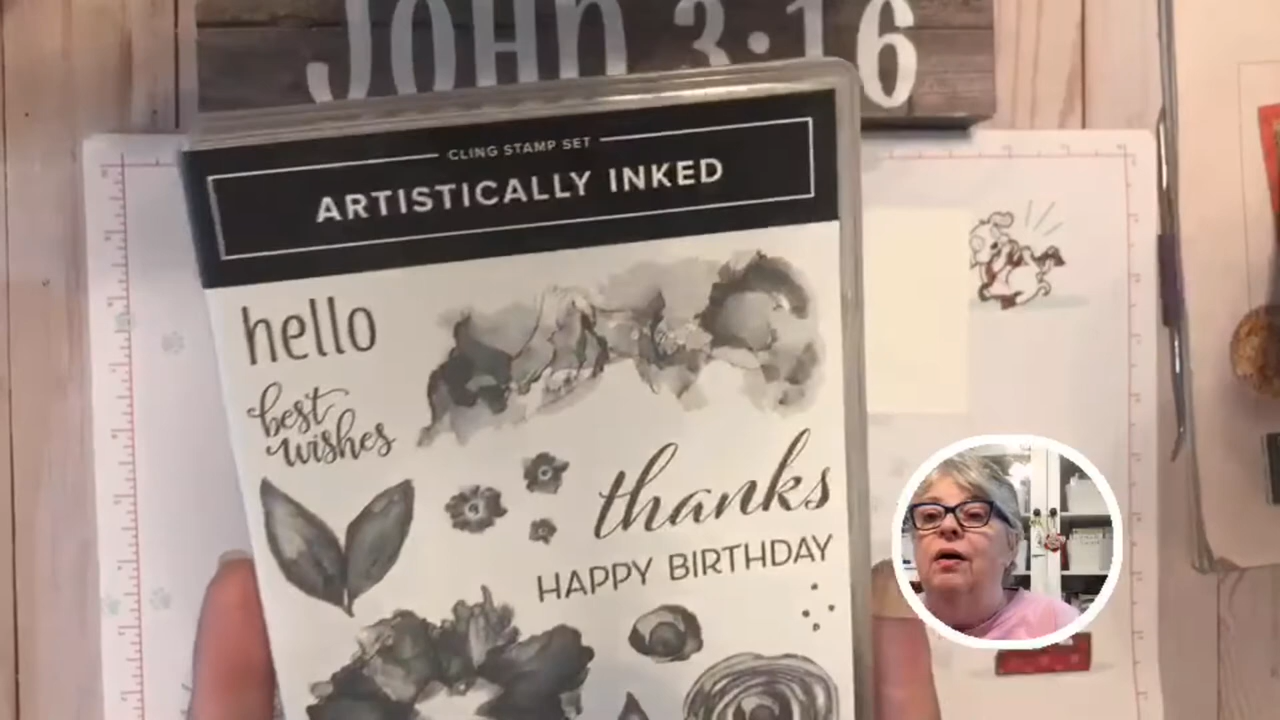 JOHN 3:16
CLING STAMP SET
ARTISTICALLY INKED
hello
best
wishes
thanks
HAPPY BIRTHDAY